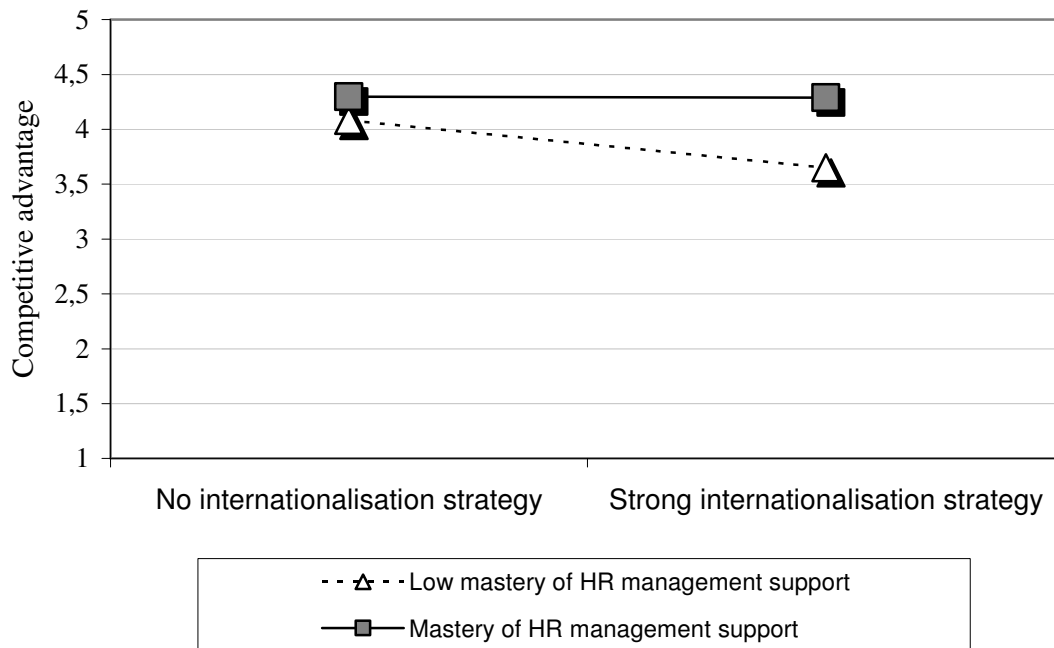 Competitive advantage
5
4,5
4
3,5
3
2,5
2
1,5
1
No internationalisation strategy
Strong internationalisation strategy
Low mastery of HR management support
Mastery of HR management support